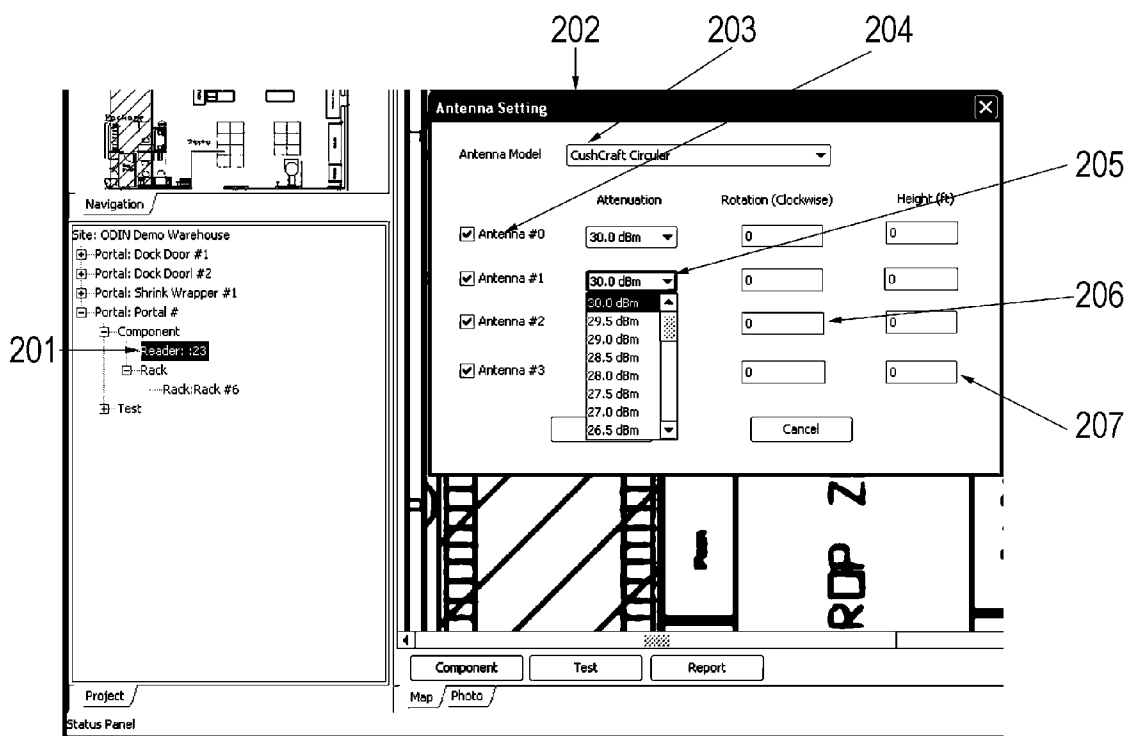 202 203 204
Antenna Setting
Antenna Model CushCraft Circular
205
Navigation
Attenuation Rotation (Clockwise) Height (ft)
Site: ODIN Demo Warehouse
Antenna #0 30.0 dBm 0 0
Portal: Dock Door #1
Portal: Dock Doorl #2
Antenna #1 30.0 dBm 0 0
Portal: Shrink Wrapper #1
30.0 dBm
206
Portal: Portal #
29.5 dBm
Antenna #2 0 0
Component
29.0 dBm
201
Reader: :23
28.5 dBm
Rack
Antenna #3 28.0 dBm 0 0
Rack:Rack #6
27.5 dBm
Test
27.0 dBm
207
26.5 dBm
Cancel
RDP Z
Component Test Report
Project
Map Photo
Status Panel